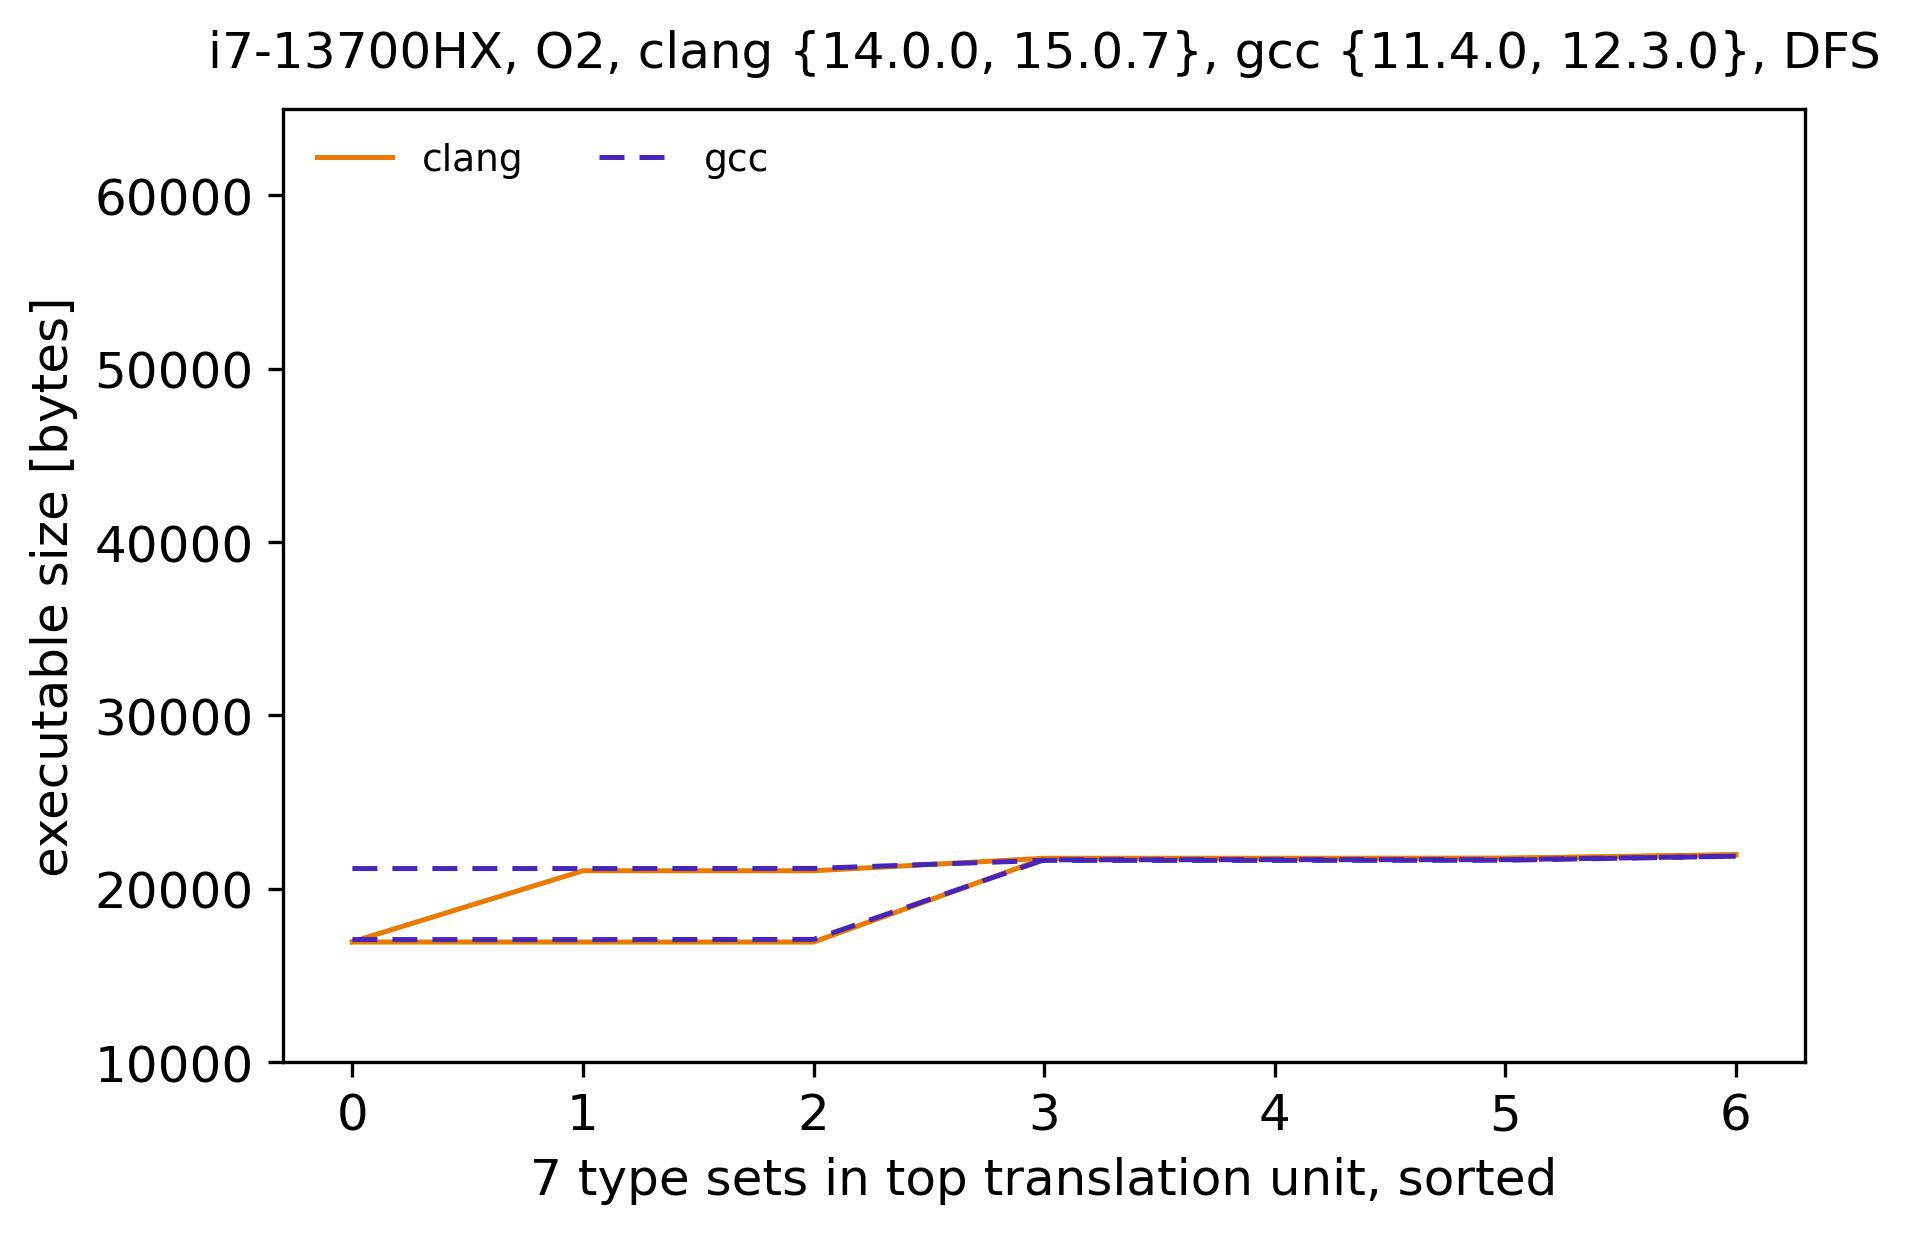 i7-13700HX, O2, clang {14.0.0, 15.0.7}, gcc {11.4.0, 12.3.0}, DFS
clang gcc
60000
50000
40000
30000
20000
10000
executable size [bytes]
0 1 2 3 4 5 6
7 type sets in top translation unit, sorted